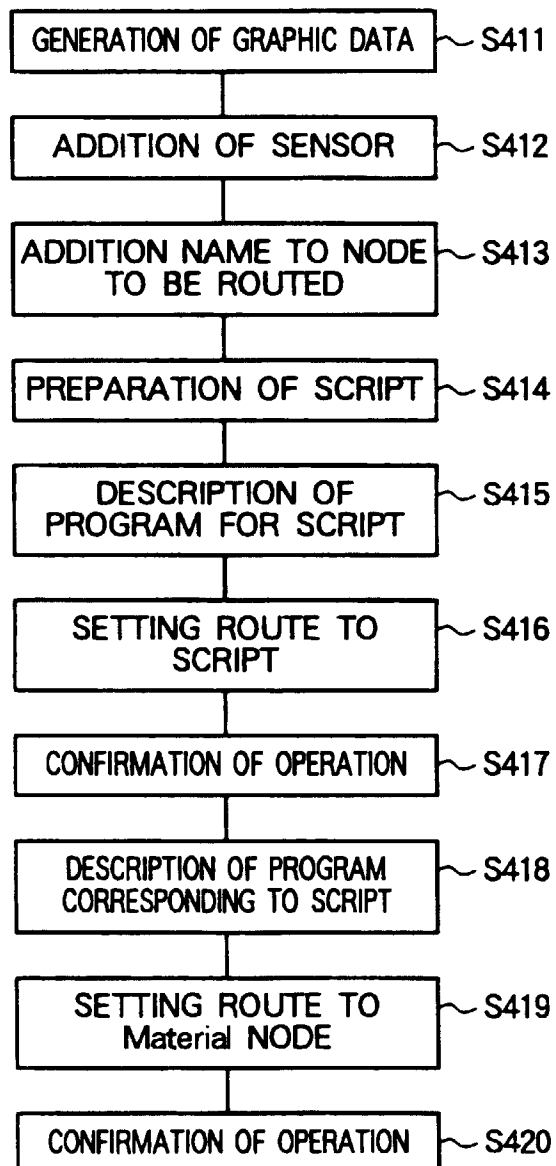 GENERATION OF GRAPHIC DATA S411
ADDITION OF SENSOR S412
ADDITION NAME TO NODE S413
TO BE ROUTED
PREPARATION OF SCRIPT S414
DESCRIPTION OF S415
PROGRAM FOR SCRIPT
SETTING ROUTE TO S416
SCRIPT
CONFIRMATION OF OPERATION S417
DESCRIPTION OF PROGRAM S418
CORRESPONDING TO SCRIPT
SETTING ROUTE TO S419
Material NODE
CONFIRMATION OF OPERATION S420